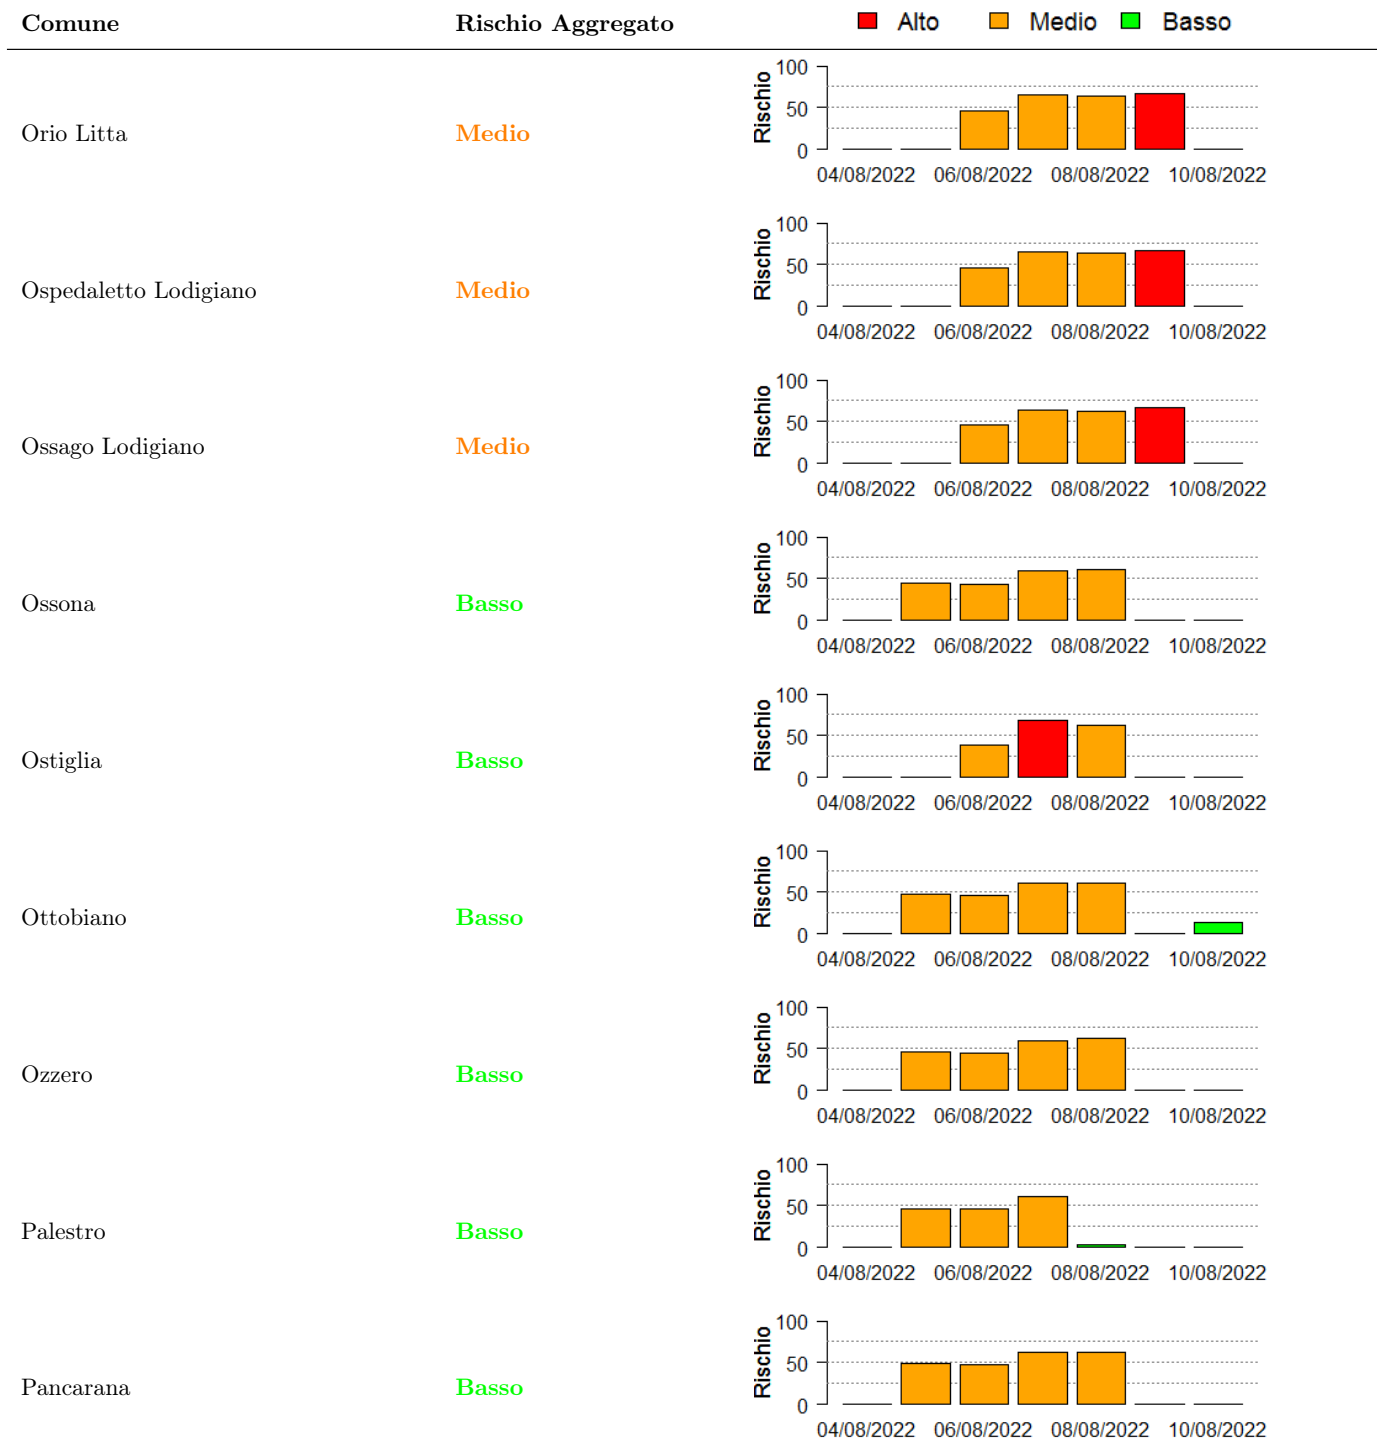 Comune Rischio Aggregato Alto Medio Basso
Orio Litta Medio
Rischio
100
50
0
04/08/2022 06/08/2022 08/08/2022 10/08/2022
Ospedaletto Lodigiano Medio
Rischio
100
50
0
04/08/2022 06/08/2022 08/08/2022 10/08/2022
Ossago Lodigiano Medio
Rischio
100
50
0
04/08/2022 06/08/2022 08/08/2022 10/08/2022
Ossona Basso
Rischio
100
50
0
04/08/2022 06/08/2022 08/08/2022 10/08/2022
Ostiglia Basso
Rischio
100
50
0
04/08/2022 06/08/2022 08/08/2022 10/08/2022
Ottobiano Basso
Rischio
100
50
0
04/08/2022 06/08/2022 08/08/2022 10/08/2022
Ozzero Basso
Rischio
100
50
0
04/08/2022 06/08/2022 08/08/2022 10/08/2022
Palestro Basso
Rischio
100
50
0
04/08/2022 06/08/2022 08/08/2022 10/08/2022
Pancarana Basso
Rischio
100
50
0
04/08/2022 06/08/2022 08/08/2022 10/08/2022